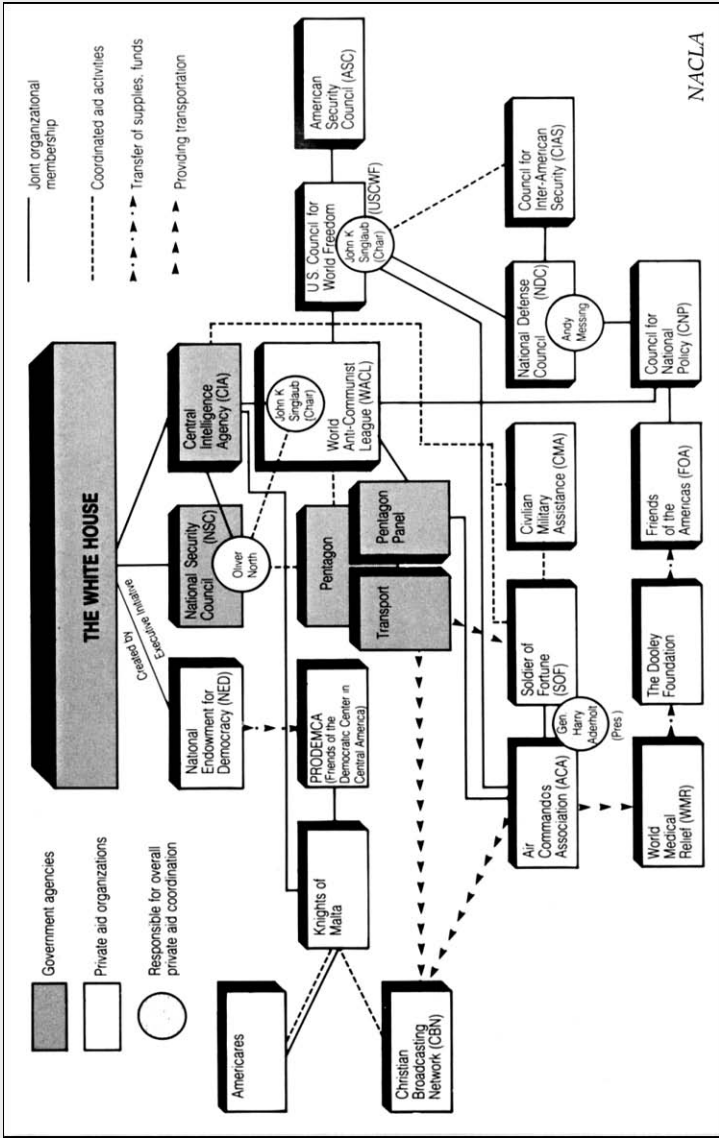 Government agencies
Private aid organizations
Responsible for overall
private aid coordination
THE WHITE HOUSE
Joint organizational
membership
Coordinated aid activities
Transfer of supplies, funds
Providing transportation
Created by
Executive Initiative
National
Endowment for
Democracy (NED)
National Security
Council (NSC)
Oliver
North
Central
Intelligence
Agency (CIA)
American
Security
Council (ASC)
Americares
Knights of
Malta
PRODEMCA
(Friends of the
Democratic Center in
Central America)
Pentagon
John K
Singlaub
(Chair)
World
Anti-Communist
League (WACL)
U.S. Council for
World Freedom
(USCWF)
John K
Singlaub
(Chair)
Christian
Broadcasting
Network (CBN)
Transport
Pentagon
Panel
Air
Commandos
Association (ACA)
Gen.
Harry
Aderholt
(Pres.)
Soldier of
Fortune
(SOF)
Civilian
Military
Assistance (CMA)
National Defense
Council (NDC)
Andy
Messing
Council for
Inter-American
Security (CIAS)
World
Medical
Relief (WMR)
The Dooley
Foundation
Friends
of the
Americas (FOA)
Council for
National
Policy (CNP)
NACLA